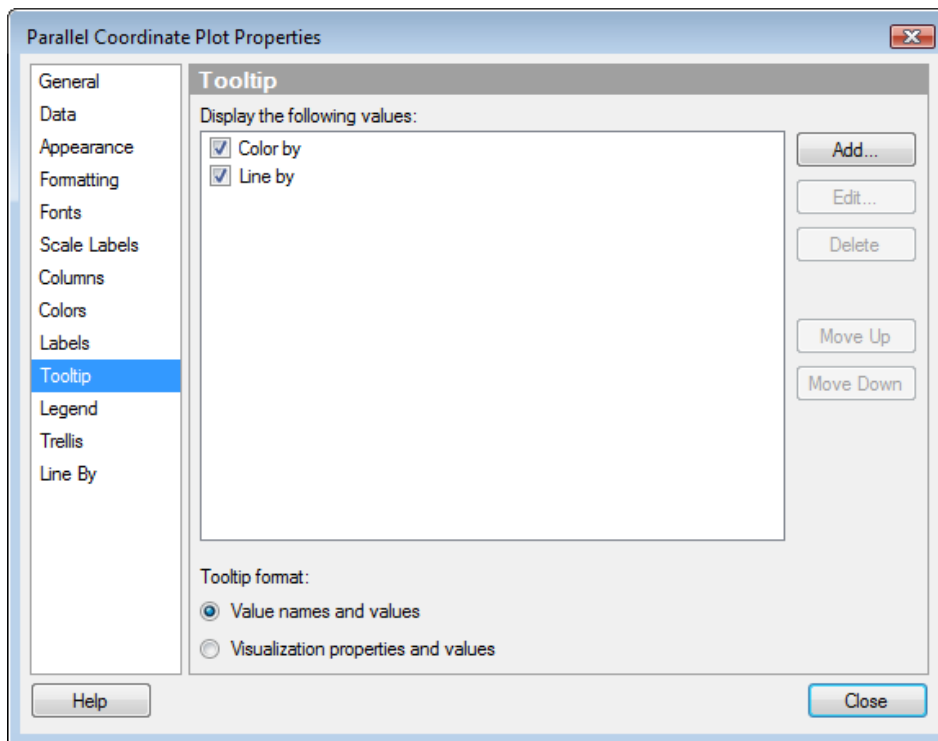 Parallel Coordinate Plot Properties
General
Data
Appearance
Formatting
Fonts
Scale Labels
Columns
Colors
Labels
Tooltip
Legend
Trellis
Line By
Tooltip
Display the following values:
Color by
Line by
Add...
Edit...
Delete
Move Up
Move Down
Tooltip format:
Value names and values
Visualization properties and values
Help
Close